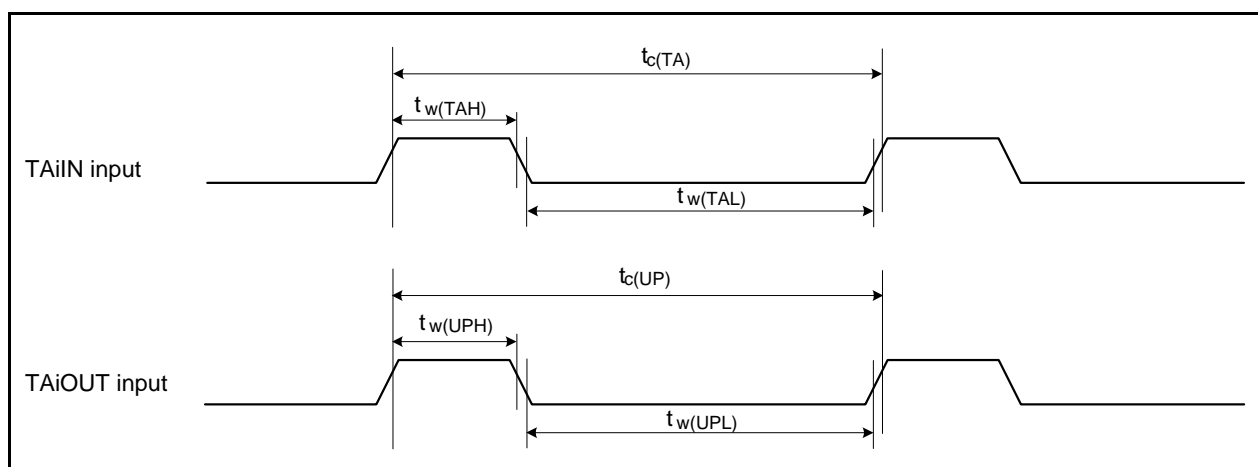 tc(TA)
tw(TAH)
TAiIN input
tw(TAL)
tc(UP)
tw(UPH)
TAiOUT input
tw(UPL)